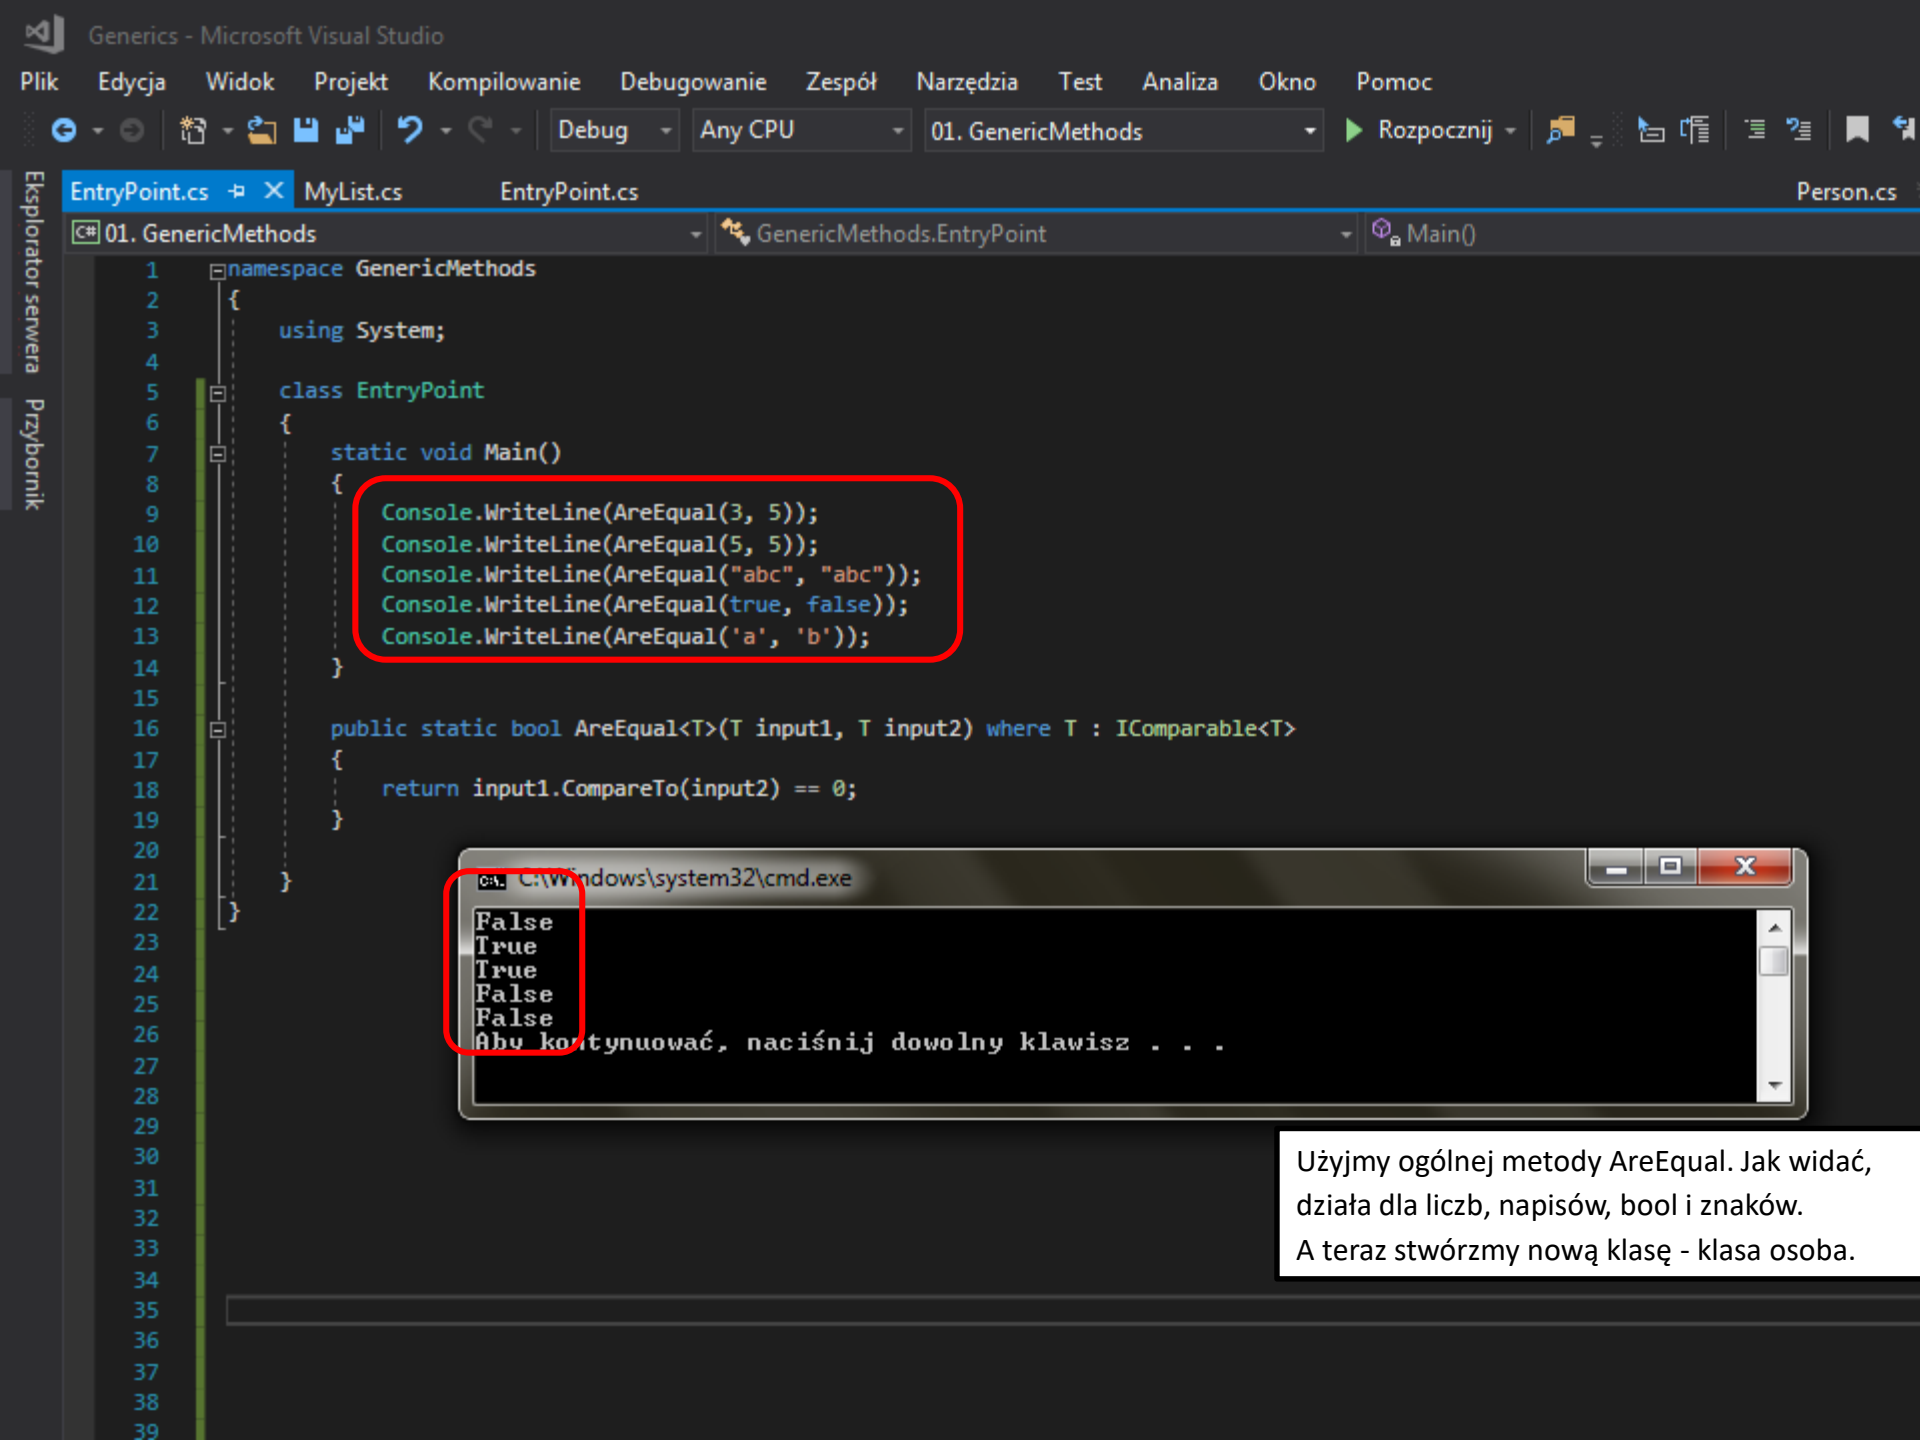 Generics - Microsoft Visual Studio
Plik Edycja Widok Projekt Kompilowanie Debugowanie Zespół Narzędzia Test Analiza Okno Pomoc
Debug Any CPU 01. GenericMethods Rozpocznij
Eksplorator serwera
Przybornik
EntryPoint.cs MyList.cs EntryPoint.cs Person.cs
C# 01. GenericMethods GenericMethods.EntryPoint Main()
1 namespace GenericMethods
2 {
3 using System;
4
5 class EntryPoint
6 {
7 static void Main()
8 {
9 Console.WriteLine(AreEqual(3, 5));
10 Console.WriteLine(AreEqual(5, 5));
11 Console.WriteLine(AreEqual("abc", "abc"));
12 Console.WriteLine(AreEqual(true, false));
13 Console.WriteLine(AreEqual('a', 'b'));
14 }
15
16 public static bool AreEqual<T>(T input1, T input2) where T : IComparable<T>
17 {
18 return input1.CompareTo(input2) == 0;
19 }
20
21 }
22 }
23
24
25
26
27
28
29
30
31
32
33
34
35
36
37
38
39
C:\Windows\system32\cmd.exe
False
True
True
False
False
Aby kontynuować, naciśnij dowolny klawisz . . .
Użyjmy ogólnej metody AreEqual. Jak widać,
działa dla liczb, napisów, bool i znaków.
A teraz stwórzmy nową klasę - klasa osoba.